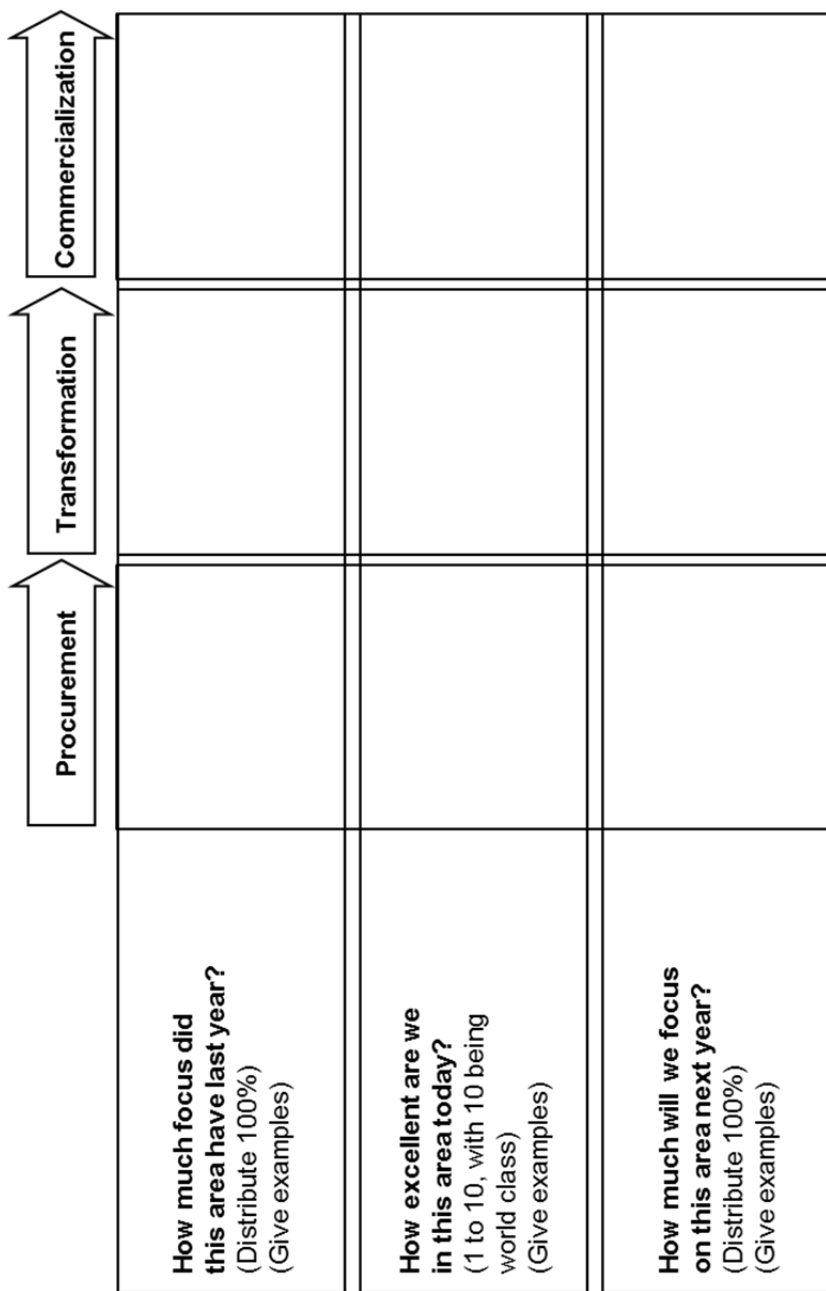 Procurement
Transformation
Commercialization
How much focus did
this area have last year?
(Distribute 100%)
(Give examples)
How excellent are we
in this area today?
(1 to 10, with 10 being
world class)
(Give examples)
How much will we focus
on this area next year?
(Distribute 100%)
(Give examples)